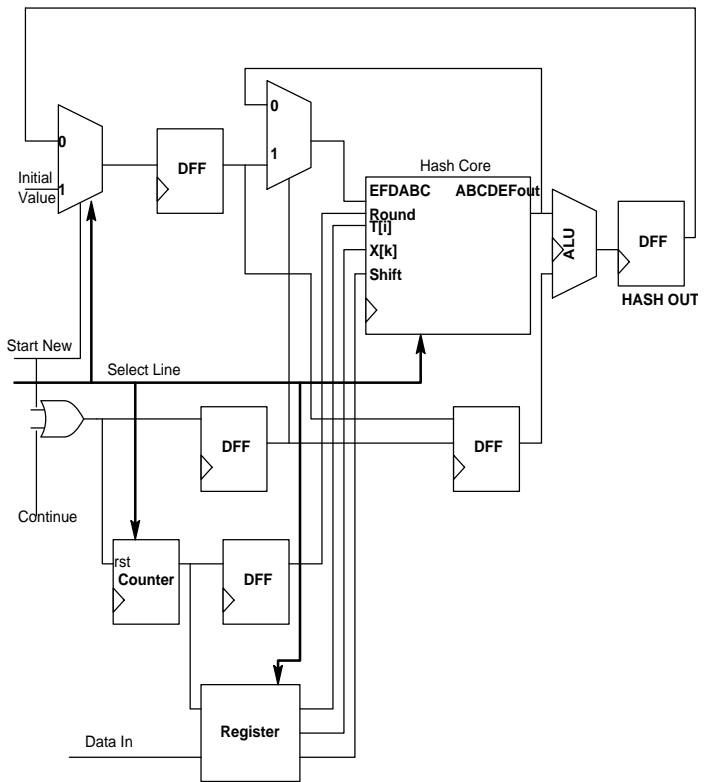 0
1
Initial
Value
DFF
0
1
Hash Core
EFDABC
ABCDEFout
Round
T[i]
X[k]
Shift
ALU
DFF
HASH OUT
Start New
Select Line
DFF
DFF
Continue
rst
Counter
DFF
Register
Data In